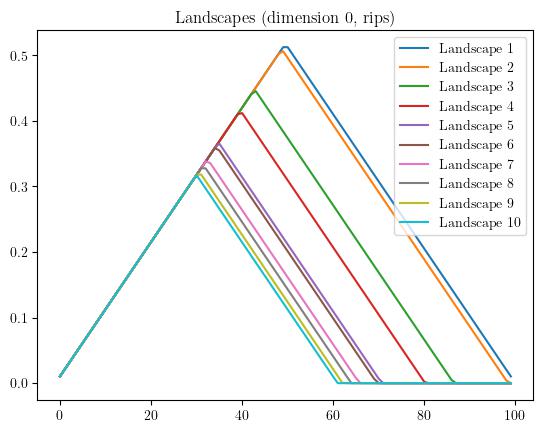 Landscapes (dimension 0, rips)
0.5
0.4
0.3
0.2
0.1
0.0
0 20 40 60 80 100
Landscape 1
Landscape 2
Landscape 3
Landscape 4
Landscape 5
Landscape 6
Landscape 7
Landscape 8
Landscape 9
Landscape 10